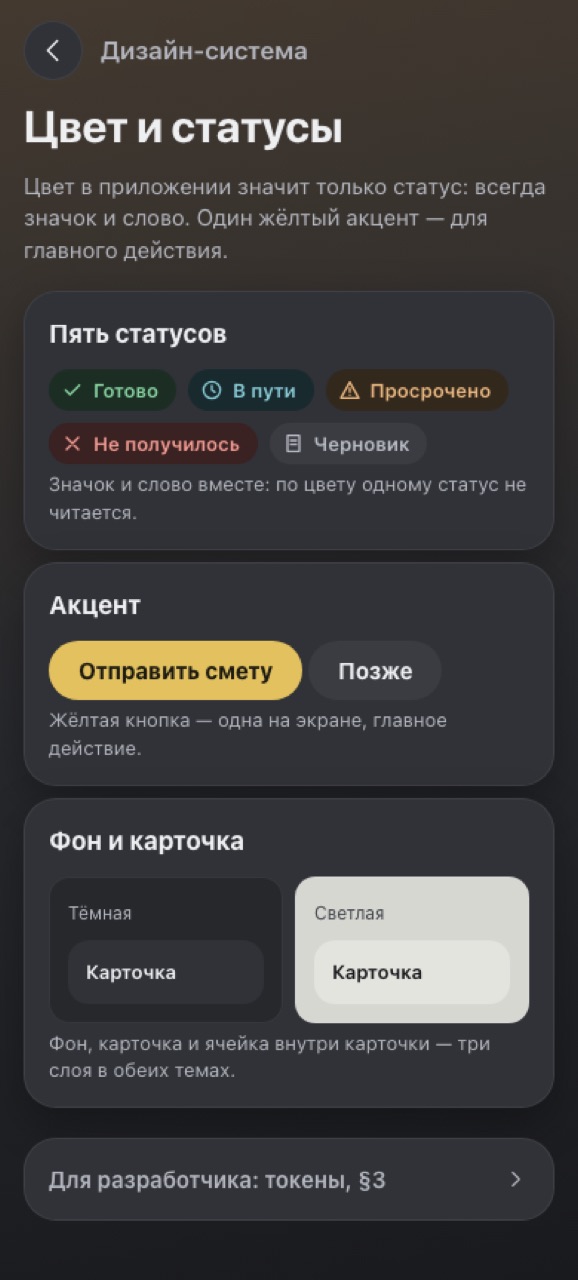 Дизайн-система
Цвет и статусы
Цвет в приложении значит только статус: всегда
значок и слово. Один жёлтый акцент — для
главного действия.
Пять статусов
Готово
В пути
Просрочено
Не получилось
Черновик
Значок и слово вместе: по цвету одному статус не
читается.
Акцент
Отправить смету
Позже
Жёлтая кнопка — одна на экране, главное
действие.
Фон и карточка
Тёмная
Карточка
Светлая
Карточка
Фон, карточка и ячейка внутри карточки — три
слоя в обеих темах.
Для разработчика: токены, §3